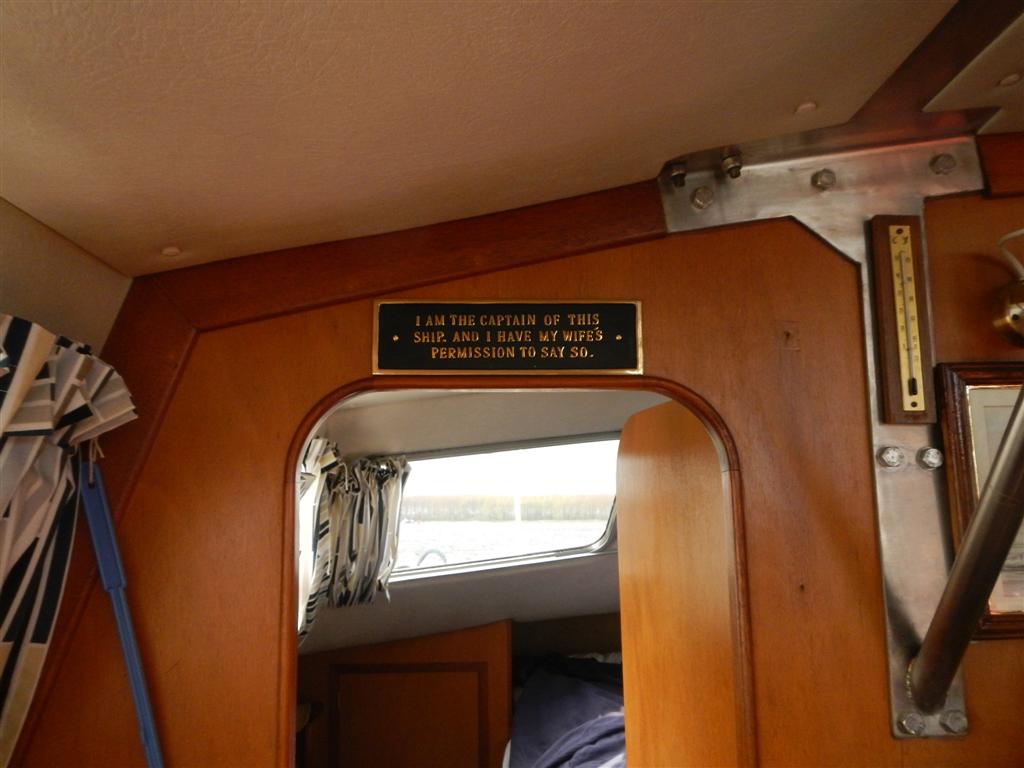 I AM THE CAPTAIN OF THIS
SHIP. AND I HAVE MY WIFE'S
PERMISSION TO SAY SO.